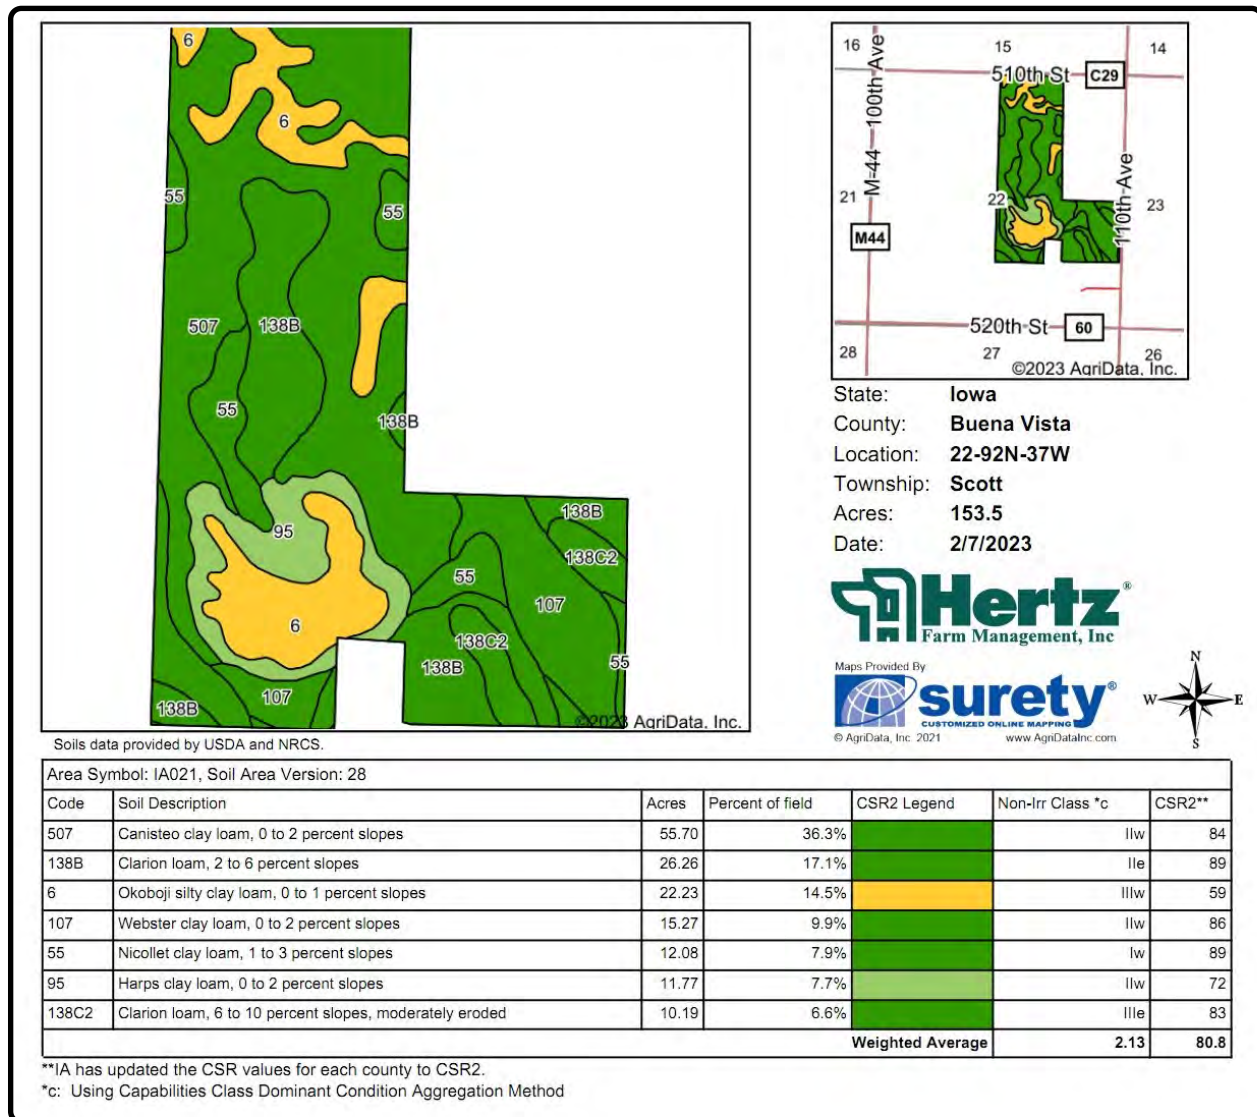 6
6
55
55
507
138B
55
138B
95
138B
138C2
55
107
6
138C2
138B
55
107
138B
©2023 AgriData, Inc.
Soils data provided by USDA and NRCS.
16
15
14
510th St
C29
M-44 100th Ave
21
22
110th Ave
23
M44
520th St
60
28
27
26
©2023 AgriData, Inc.
State: Iowa
County: Buena Vista
Location: 22-92N-37W
Township: Scott
Acres: 153.5
Date: 2/7/2023
Hertz®
Farm Management, Inc
Maps Provided By
surety®
CUSTOMIZED ONLINE MAPPING
© AgriData, Inc. 2021 www.AgriDataInc.com
N
W E
S
Area Symbol: IA021, Soil Area Version: 28
Code Soil Description Acres Percent of field CSR2 Legend Non-Irr Class *c CSR2**
507 Canisteo clay loam, 0 to 2 percent slopes 55.70 36.3% IIw 84
138B Clarion loam, 2 to 6 percent slopes 26.26 17.1% IIe 89
6 Okoboji silty clay loam, 0 to 1 percent slopes 22.23 14.5% IIIw 59
107 Webster clay loam, 0 to 2 percent slopes 15.27 9.9% IIw 86
55 Nicollet clay loam, 1 to 3 percent slopes 12.08 7.9% Iw 89
95 Harps clay loam, 0 to 2 percent slopes 11.77 7.7% IIw 72
138C2 Clarion loam, 6 to 10 percent slopes, moderately eroded 10.19 6.6% IIIe 83
Weighted Average 2.13 80.8
**IA has updated the CSR values for each county to CSR2.
*c: Using Capabilities Class Dominant Condition Aggregation Method